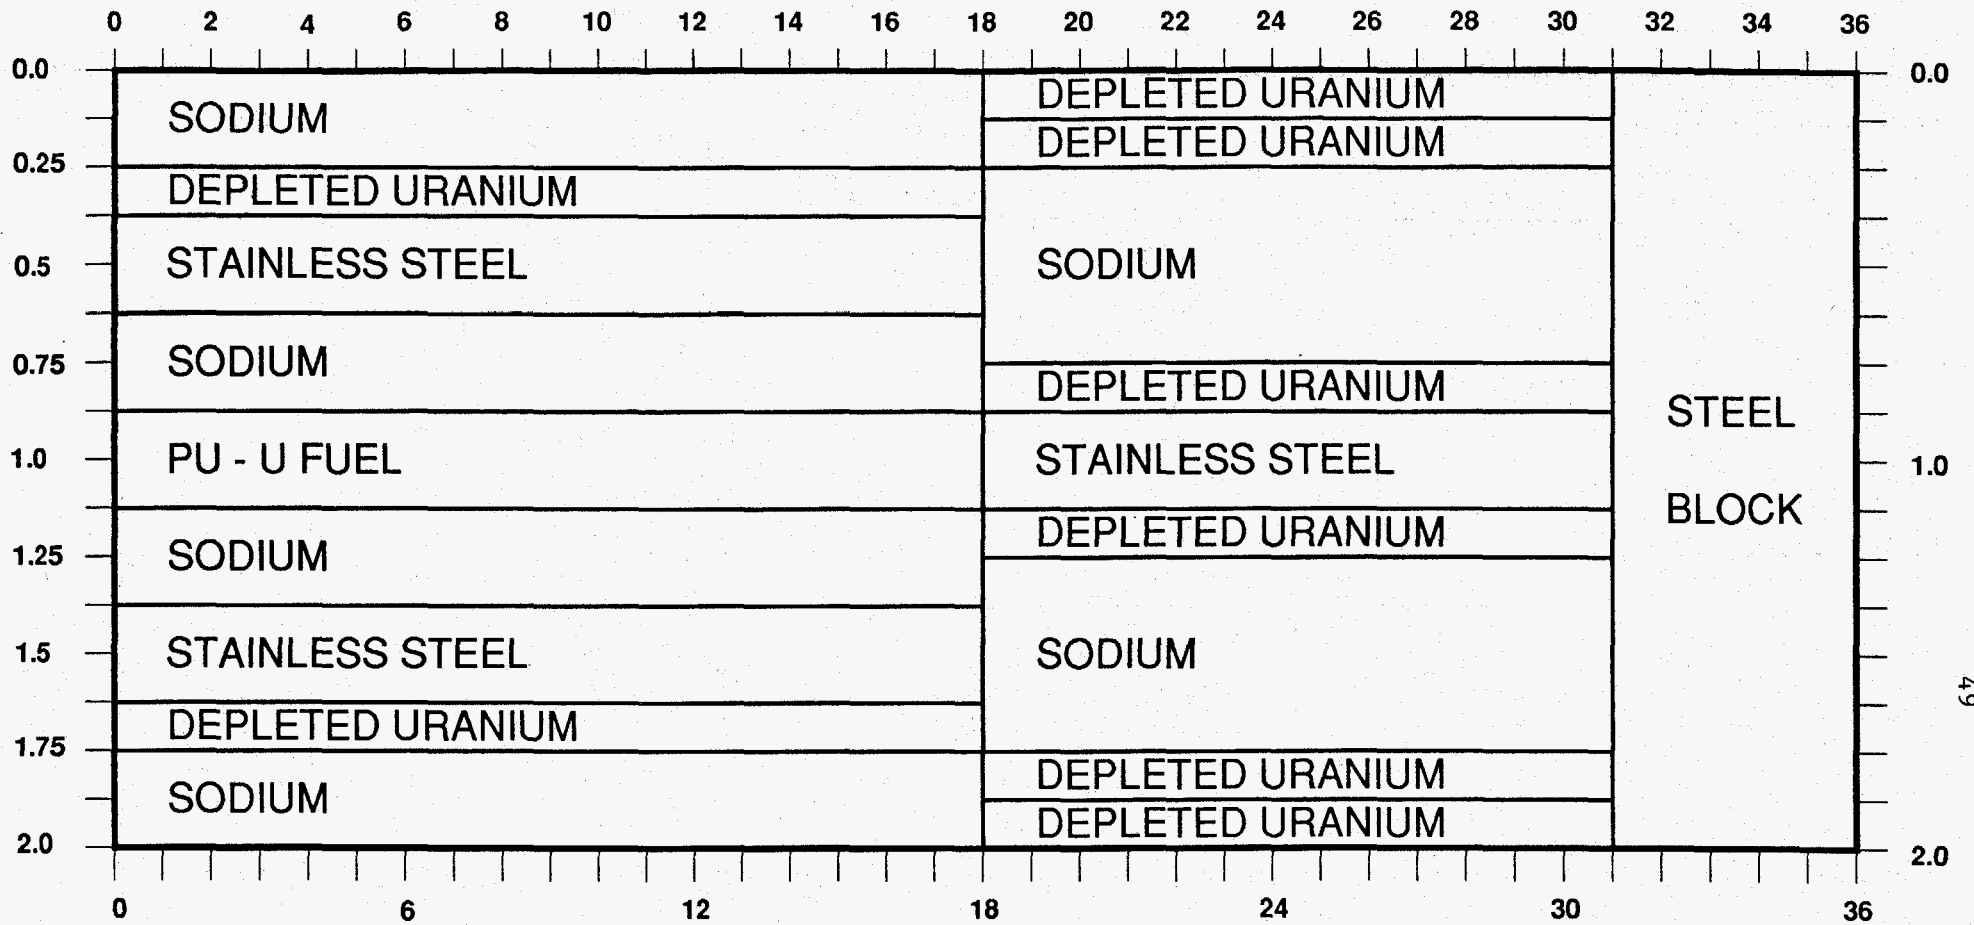 0 2 4 6 8 10 12 14 16 18 20 22 24 26 28 30 32 34 36
0.0
0.25
0.5
0.75
1.0
1.25
1.5
1.75
2.0
SODIUM
DEPLETED URANIUM
STAINLESS STEEL
SODIUM
PU - U FUEL
SODIUM
STAINLESS STEEL
DEPLETED URANIUM
SODIUM
DEPLETED URANIUM
DEPLETED URANIUM
SODIUM
DEPLETED URANIUM
STAINLESS STEEL
DEPLETED URANIUM
SODIUM
DEPLETED URANIUM
DEPLETED URANIUM
STEEL
BLOCK
0.0
1.0
2.0
49
0 6 12 18 24 30 36